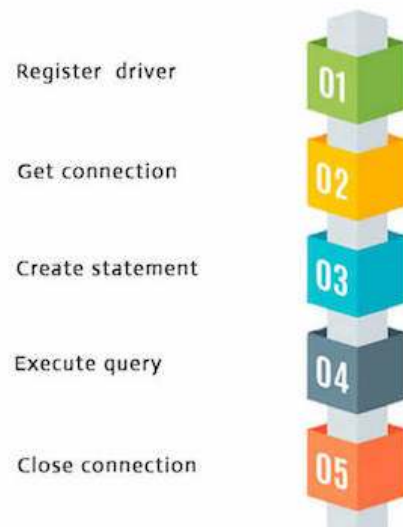 Register driver
01
Get connection
02
Create statement
03
Execute query
04
Close connection
05